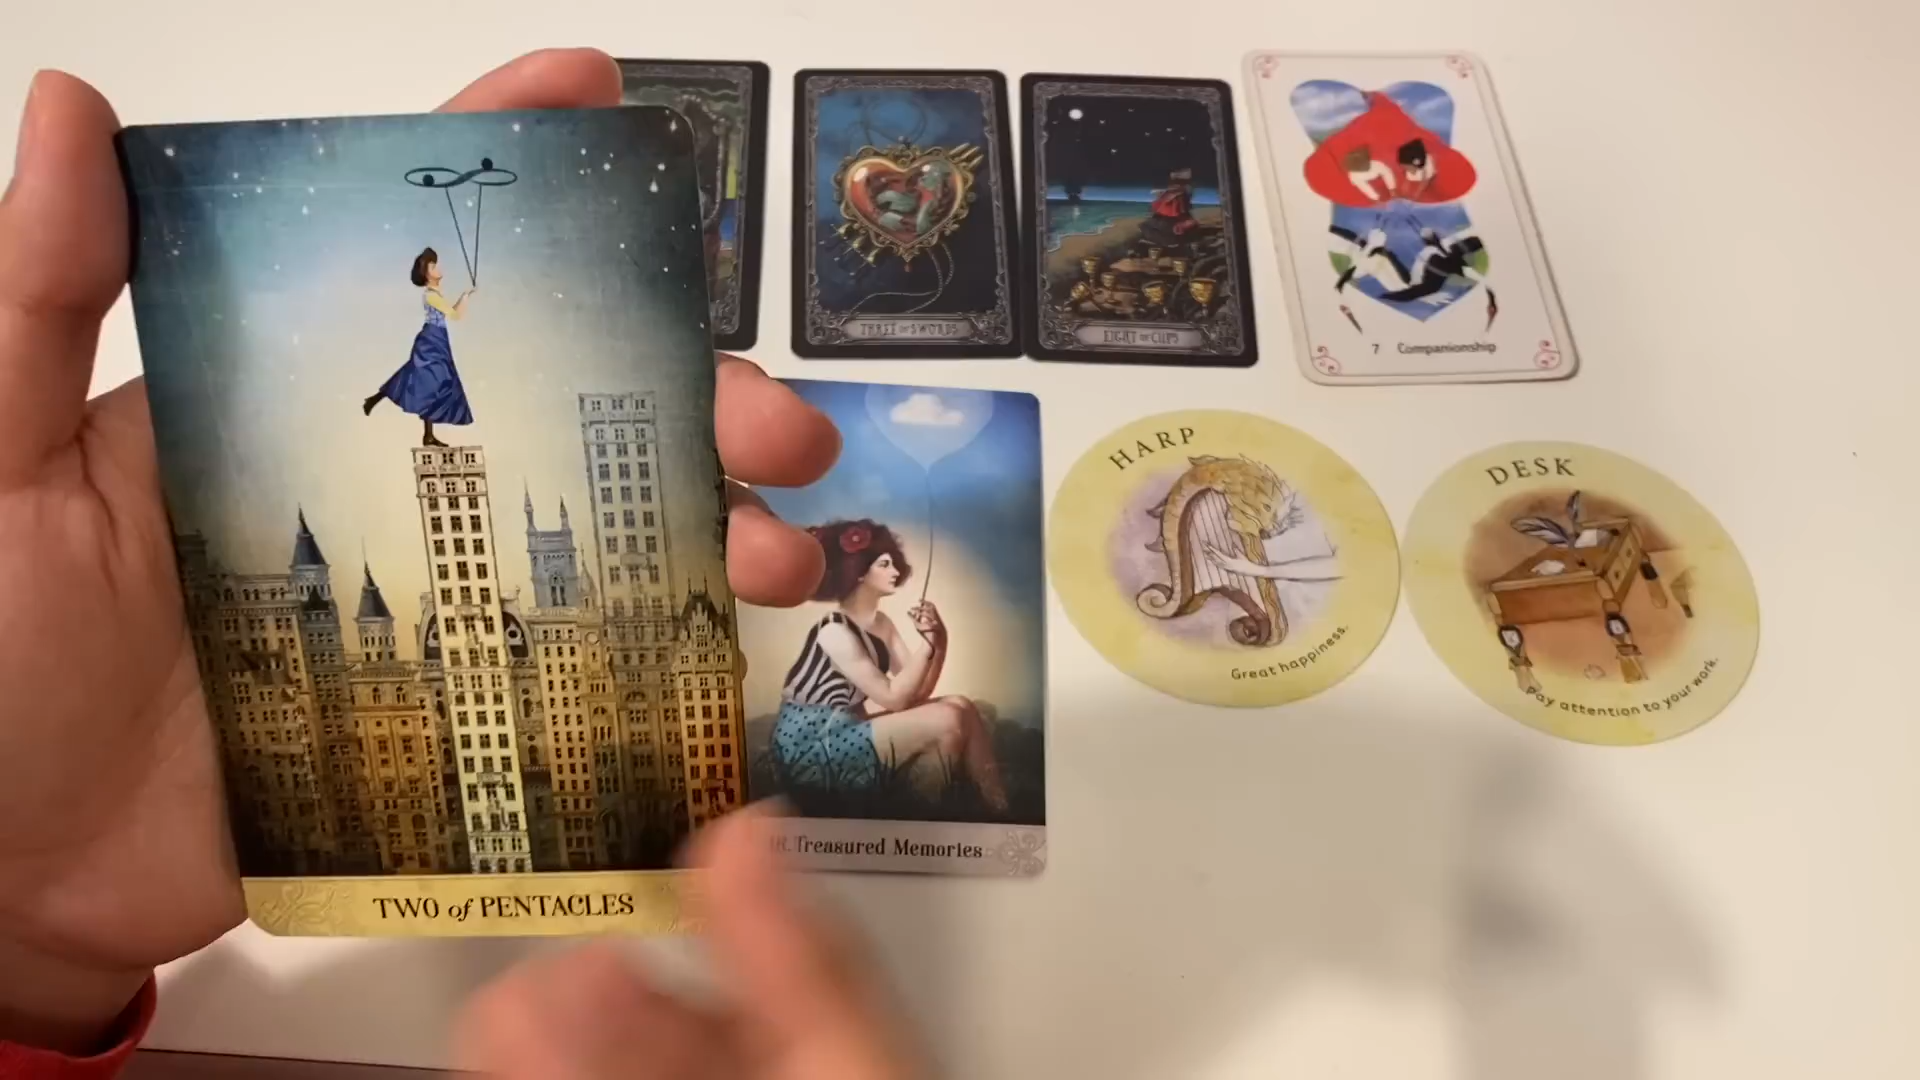 THREE OF SWORDS
EIGHT OF CUPS
7 Companionship
TWO of PENTACLES
Treasured Memories
HARP
Great happiness.
DESK
Pay attention to your work.